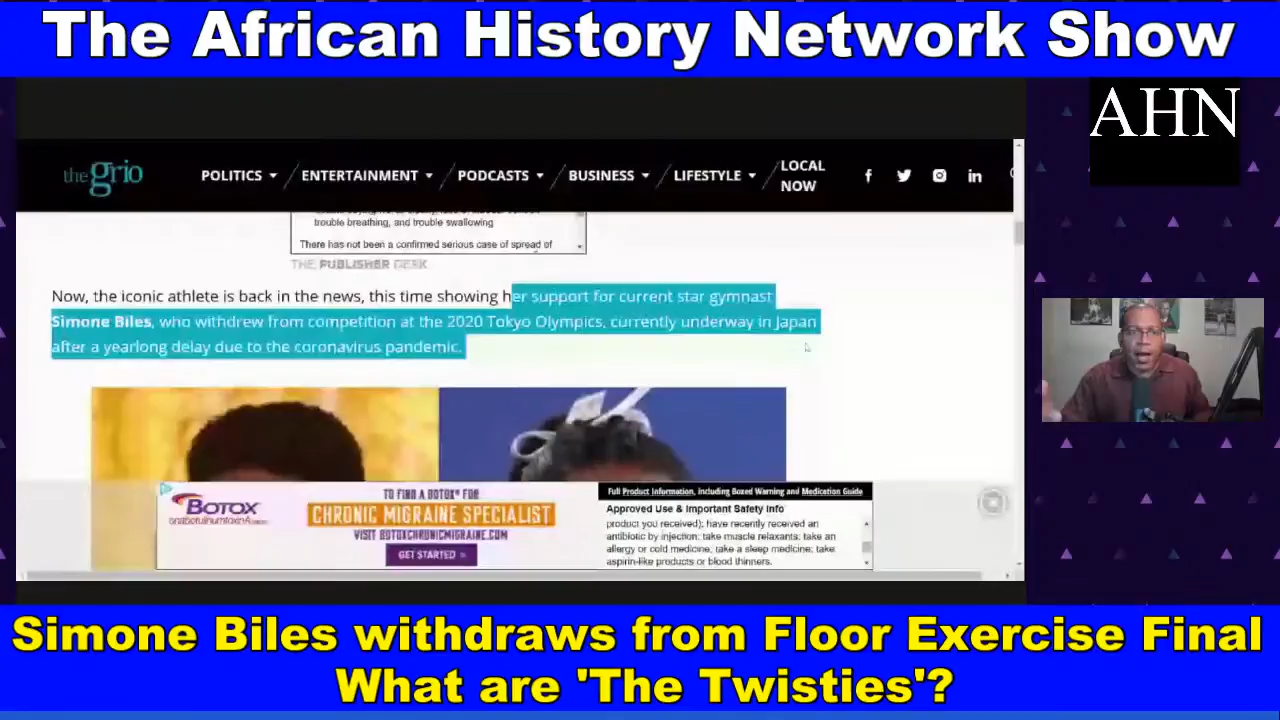 The African History Network Show
AHN
the grio
POLITICS
ENTERTAINMENT
PODCASTS
BUSINESS
LIFESTYLE
LOCAL
NOW
trouble breathing, and trouble swallowing
There has not been a confirmed serious case of spread of
THE PUBLISHER DESK
Now, the iconic athlete is back in the news, this time showing her support for current star gymnast
Simone Biles, who withdrew from competition at the 2020 Tokyo Olympics, currently underway in Japan
after a yearlong delay due to the coronavirus pandemic.
BOTOX
onabotulinumtoxinA
TO FIND A BOTOX® FOR
CHRONIC MIGRAINE SPECIALIST
VISIT BOTOXCHRONICMIGRAINE.COM
GET STARTED
Full Product Information, including Boxed Warning and Medication Guide
Approved Use & Important Safety Info
product you received); have recently received an
antibiotic by injection; take muscle relaxants; take an
allergy or cold medicine; take a sleep medicine; take
aspirin-like products or blood thinners.
Simone Biles withdraws from Floor Exercise Final
What are 'The Twisties'?